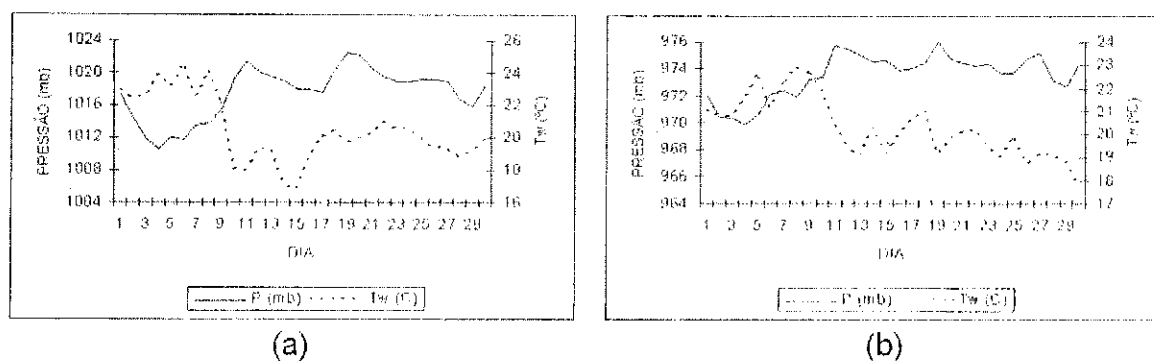 PRESSAO (mb)
1024
1020
1016
1012
1008
1004
26
24
22
20
18
16
Tw (ºC)
1 3 5 7 9 11 13 15 17 19 21 23 25 27 29
DIA
P (mb) Tw (C)
(a)
PRESSAO (mb)
976
974
972
970
968
966
964
24
23
22
21
20
19
18
17
Tw (ºC)
1 3 5 7 9 11 13 15 17 19 21 23 25 27 29
DIA
P (mb) Tw (C)
(b)